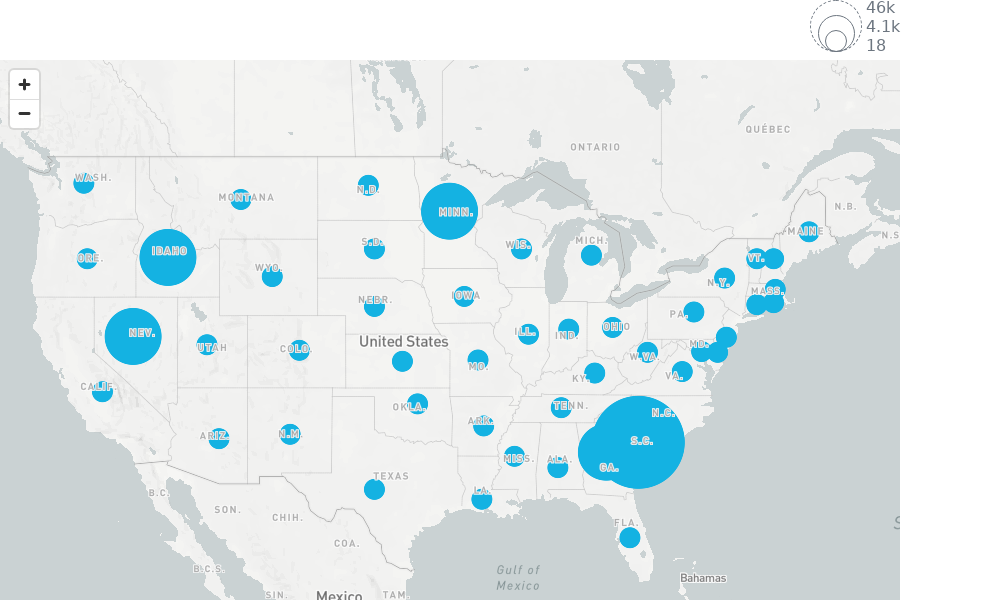 46k
4.1k
18
+
−
QUÉBEC
ONTARIO
WASH.
N.D.
MONTANA
MINN.
N.B.
MAINE
N.S
ORE.
IDAHO
S.D.
WIS.
MICH.
VT.
WYO.
N.Y.
MASS.
NEBR.
IOWA
PA.
NEV.
UTAH
COLO.
United States
ILL.
IND.
OHIO
MD.
MO.
W.VA.
KY.
VA.
CALIF.
OKLA.
TENN.
N.C.
ARIZ.
N.M.
ARK.
S.C.
MISS.
ALA.
GA.
TEXAS
LA.
B.C.
SON.
CHIH.
FLA.
COA.
B.C.S.
Gulf of
Mexico
Bahamas
SIN.
Mexico
TAM.